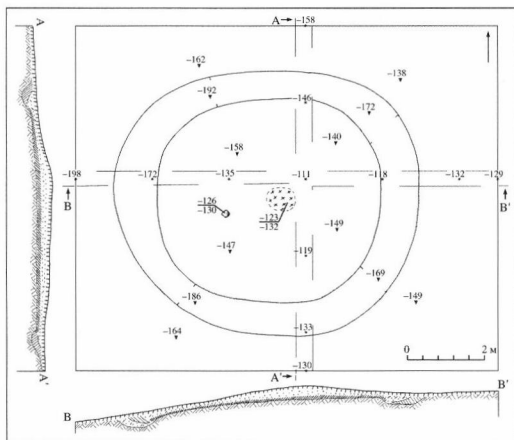 A –158
A
–162
–138
–192
–146
–172
–140
–158
–198 –172 –135 –111 –118 –132 –129
B B'
–126
–130
–123
–132
–149
–147
–119
–169
–186
–149
–133
–164
0 2 м
A' –130
A'
B'
B